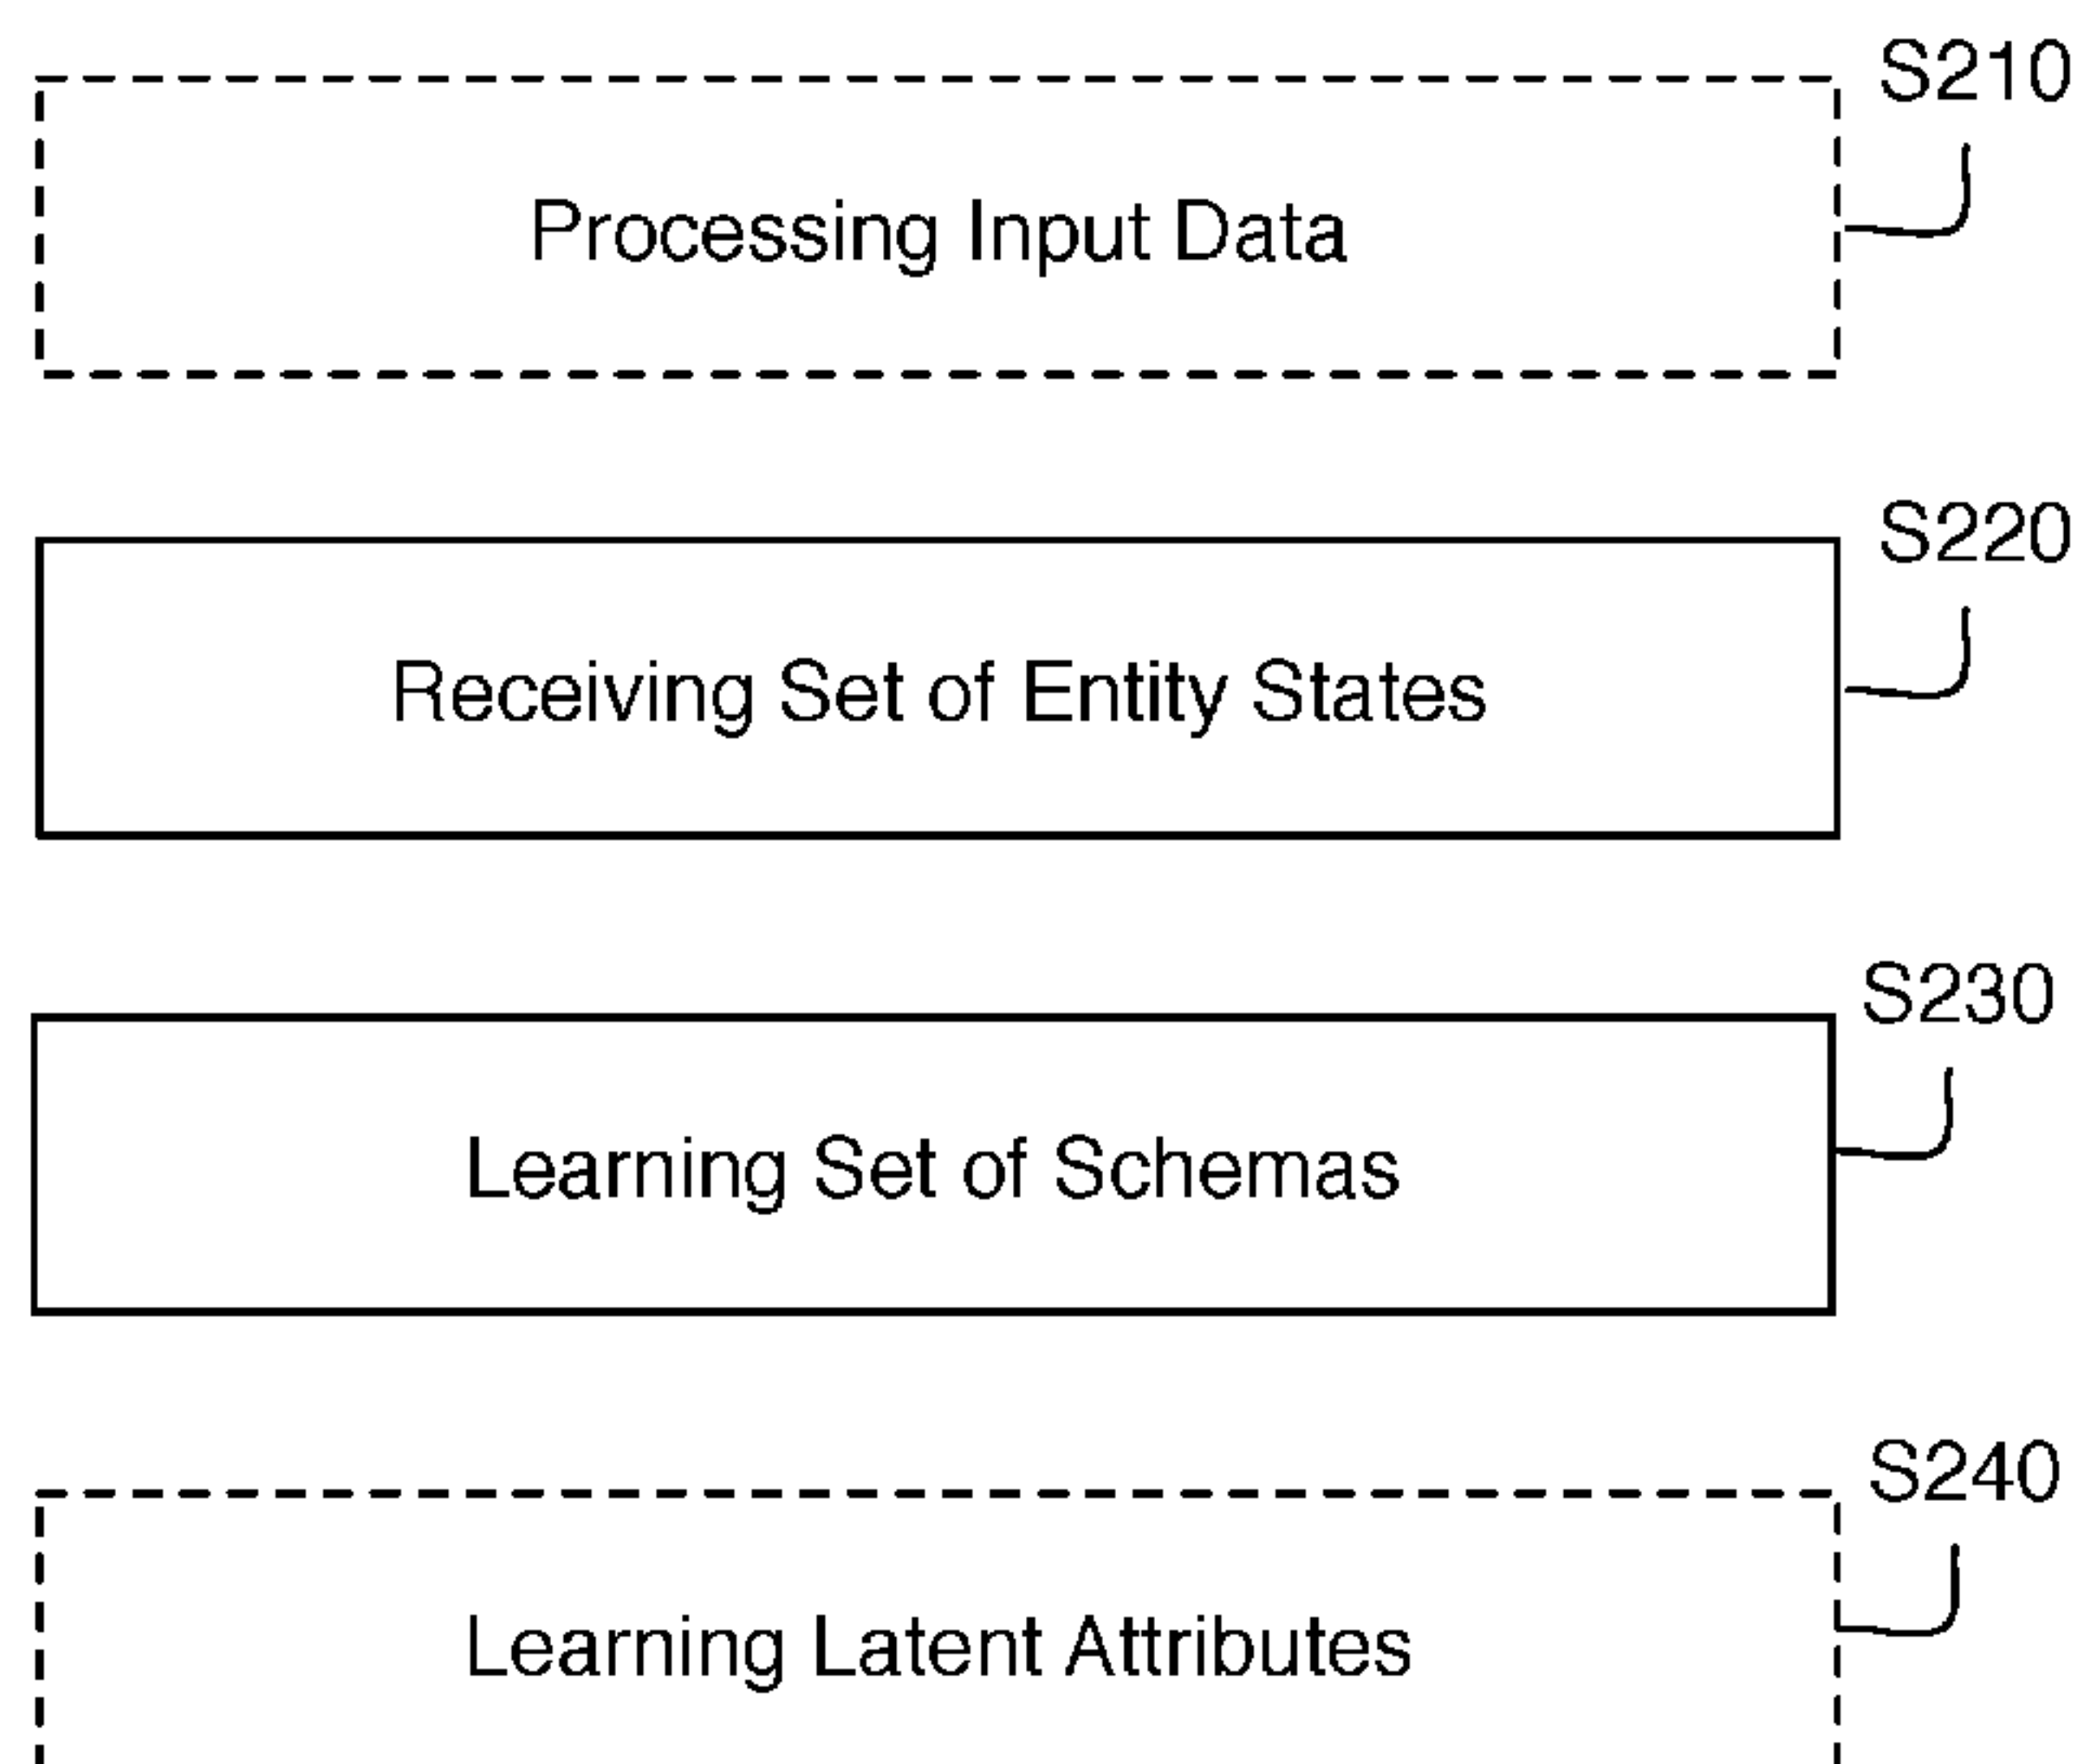 S210
Processing Input Data
S220
Receiving Set of Entity States
S230
Learning Set of Schemas
S240
Learning Latent Attributes